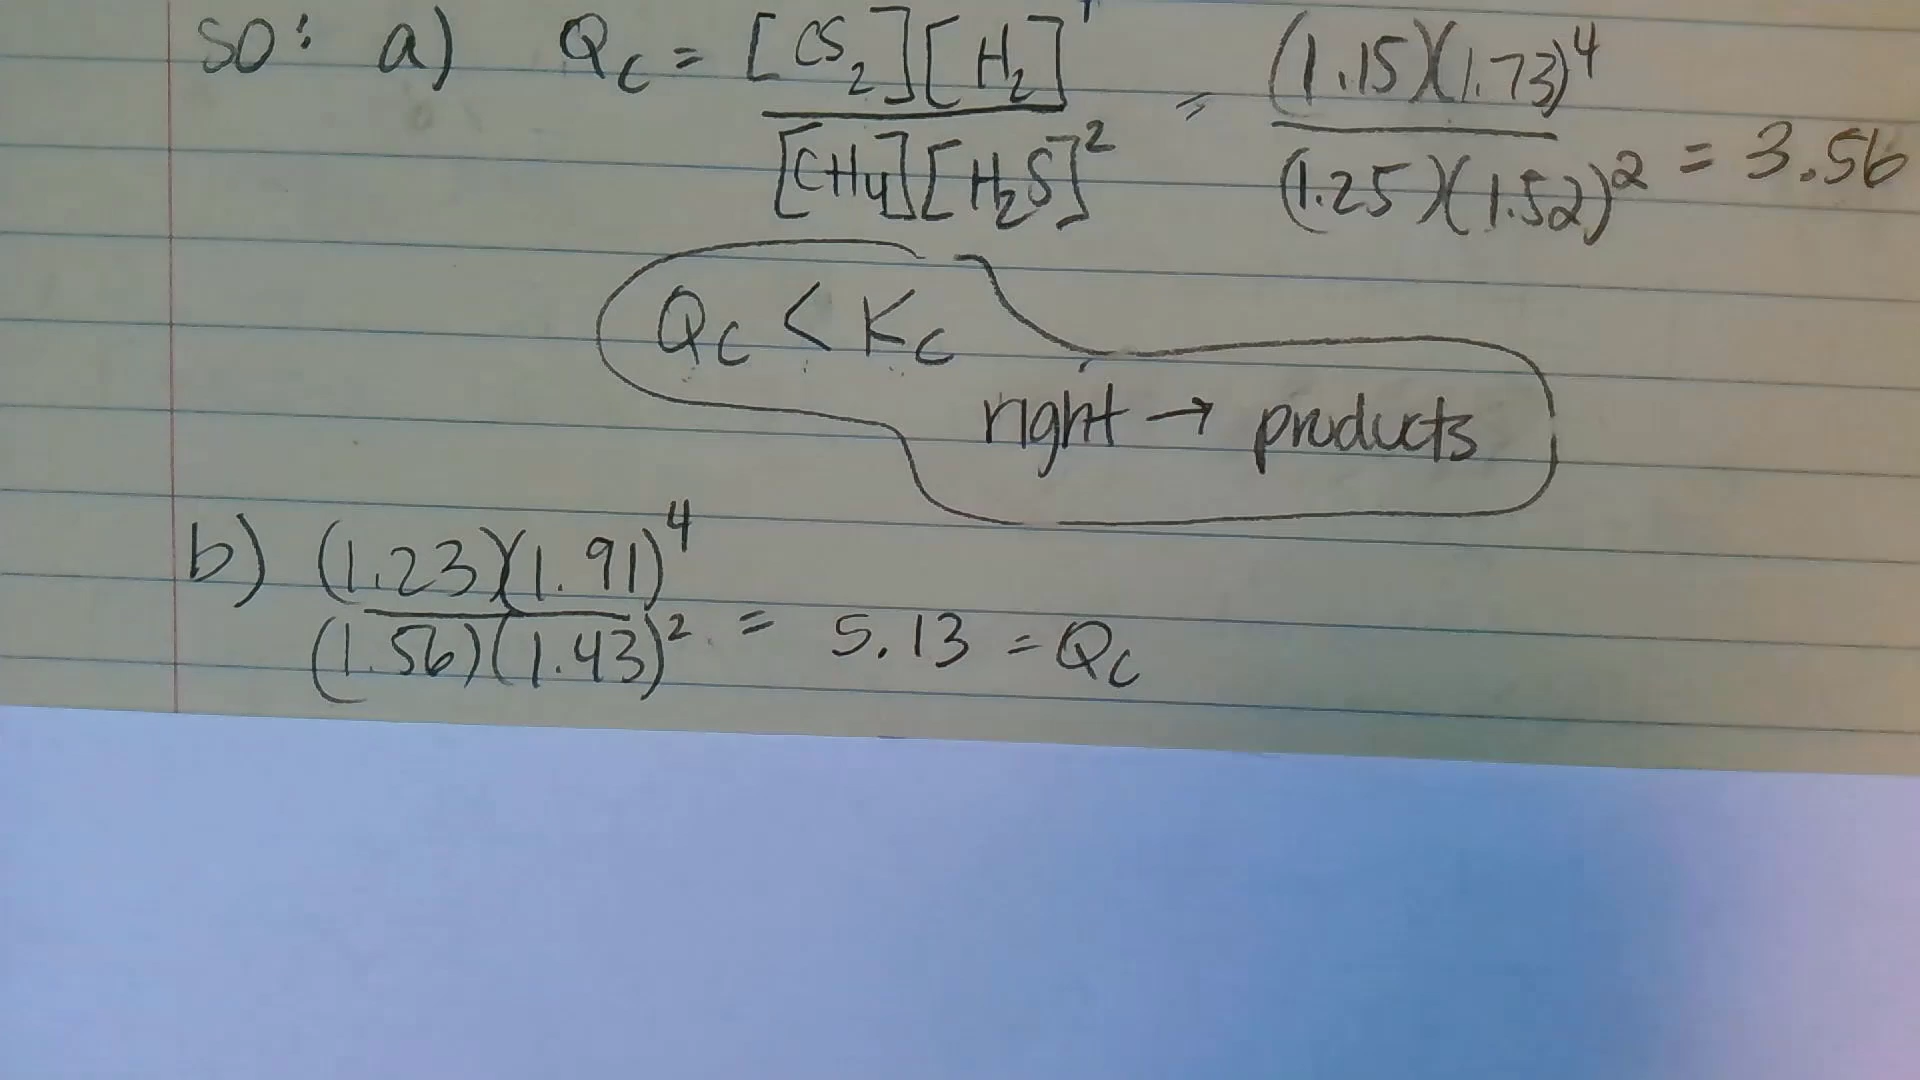 SO: a) Qc = [CS2][H2] / [CH4][H2S]² = (1.15)(1.73)⁴ / (1.25)(1.52)² = 3.56
Qc < Kc
right → products
b) (1.23)(1.91)⁴ / (1.56)(1.43)² = 5.13 = Qc